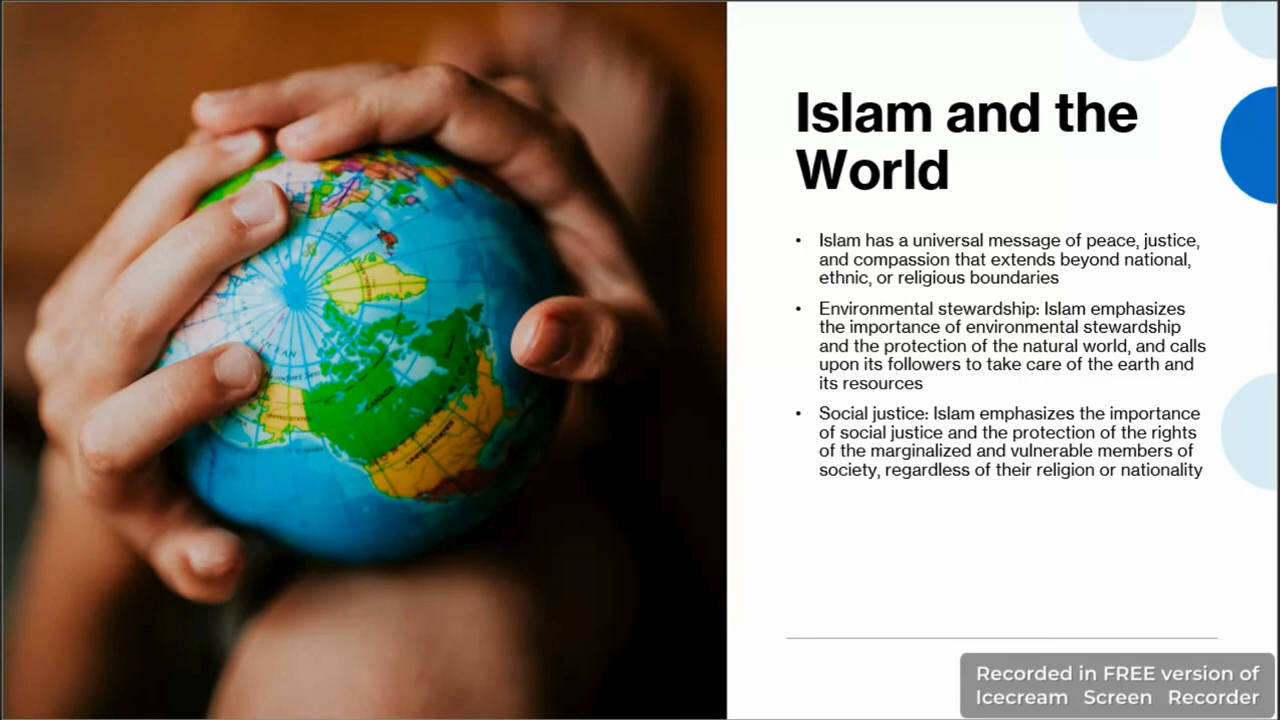 Islam and the
World
• Islam has a universal message of peace, justice,
and compassion that extends beyond national,
ethnic, or religious boundaries
• Environmental stewardship: Islam emphasizes
the importance of environmental stewardship
and the protection of the natural world, and calls
upon its followers to take care of the earth and
its resources
• Social justice: Islam emphasizes the importance
of social justice and the protection of the rights
of the marginalized and vulnerable members of
society, regardless of their religion or nationality
Recorded in FREE version of
Icecream Screen Recorder
CANADA